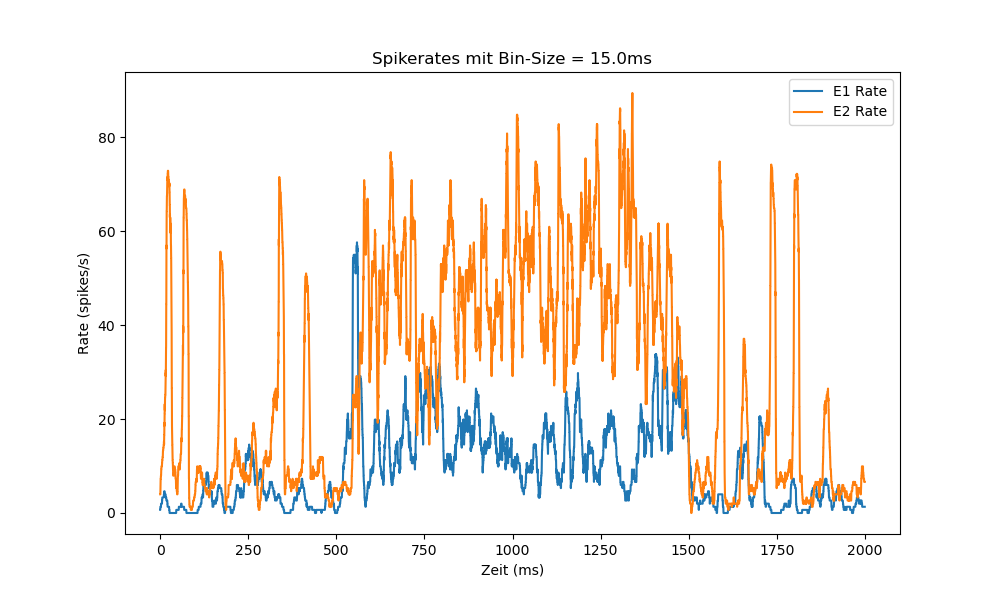 Spikerates mit Bin-Size = 15.0ms
E1 Rate
E2 Rate
Rate (spikes/s)
80
60
40
20
0
0 250 500 750 1000 1250 1500 1750 2000
Zeit (ms)